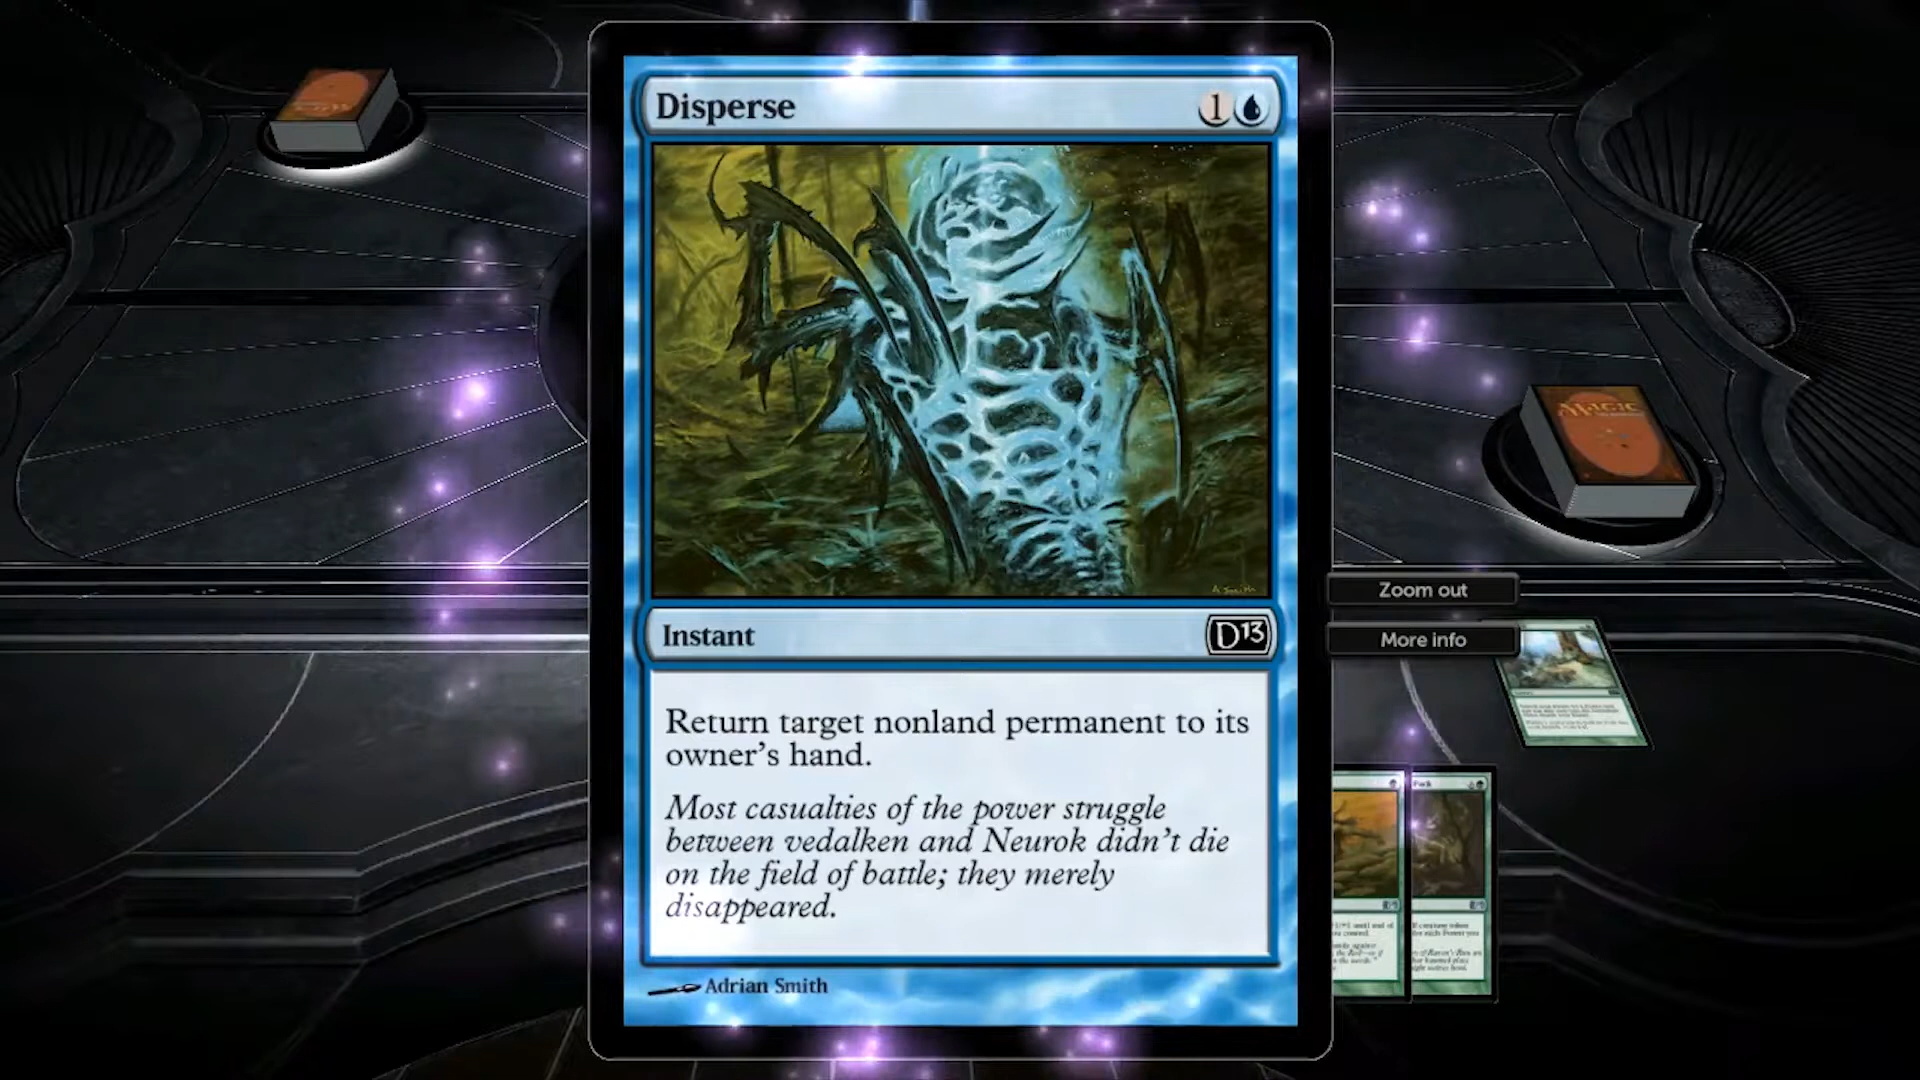 Disperse
1
Instant
D13
Return target nonland permanent to its
owner's hand.
Most casualties of the power struggle
between vedalken and Neurok didn't die
on the field of battle; they merely
disappeared.
Adrian Smith
Zoom out
More info
MAGIC